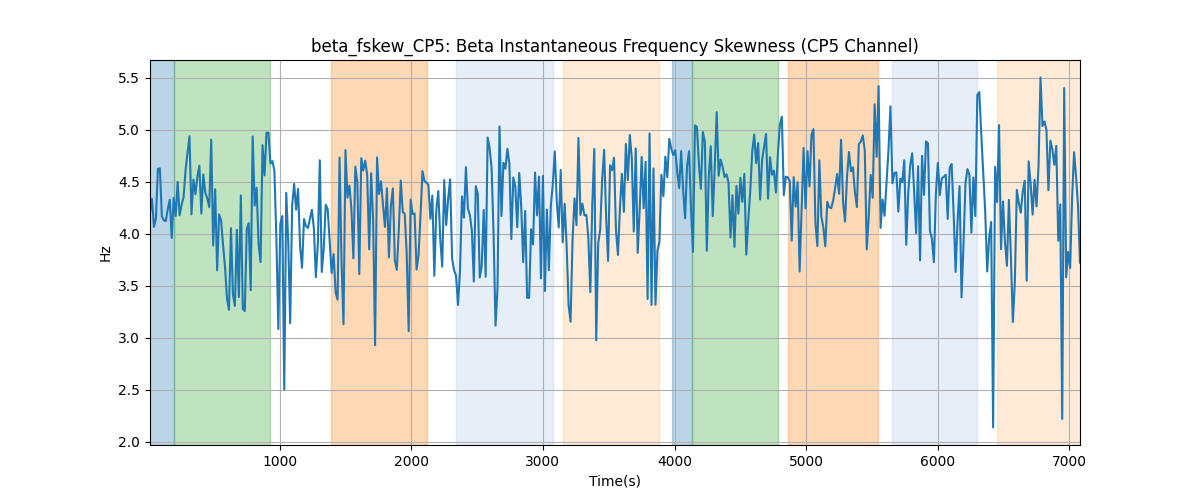 beta_fskew_CP5: Beta Instantaneous Frequency Skewness (CP5 Channel)
5.5
5.0
4.5
4.0
3.5
3.0
2.5
2.0
Hz
1000 2000 3000 4000 5000 6000 7000
Time(s)